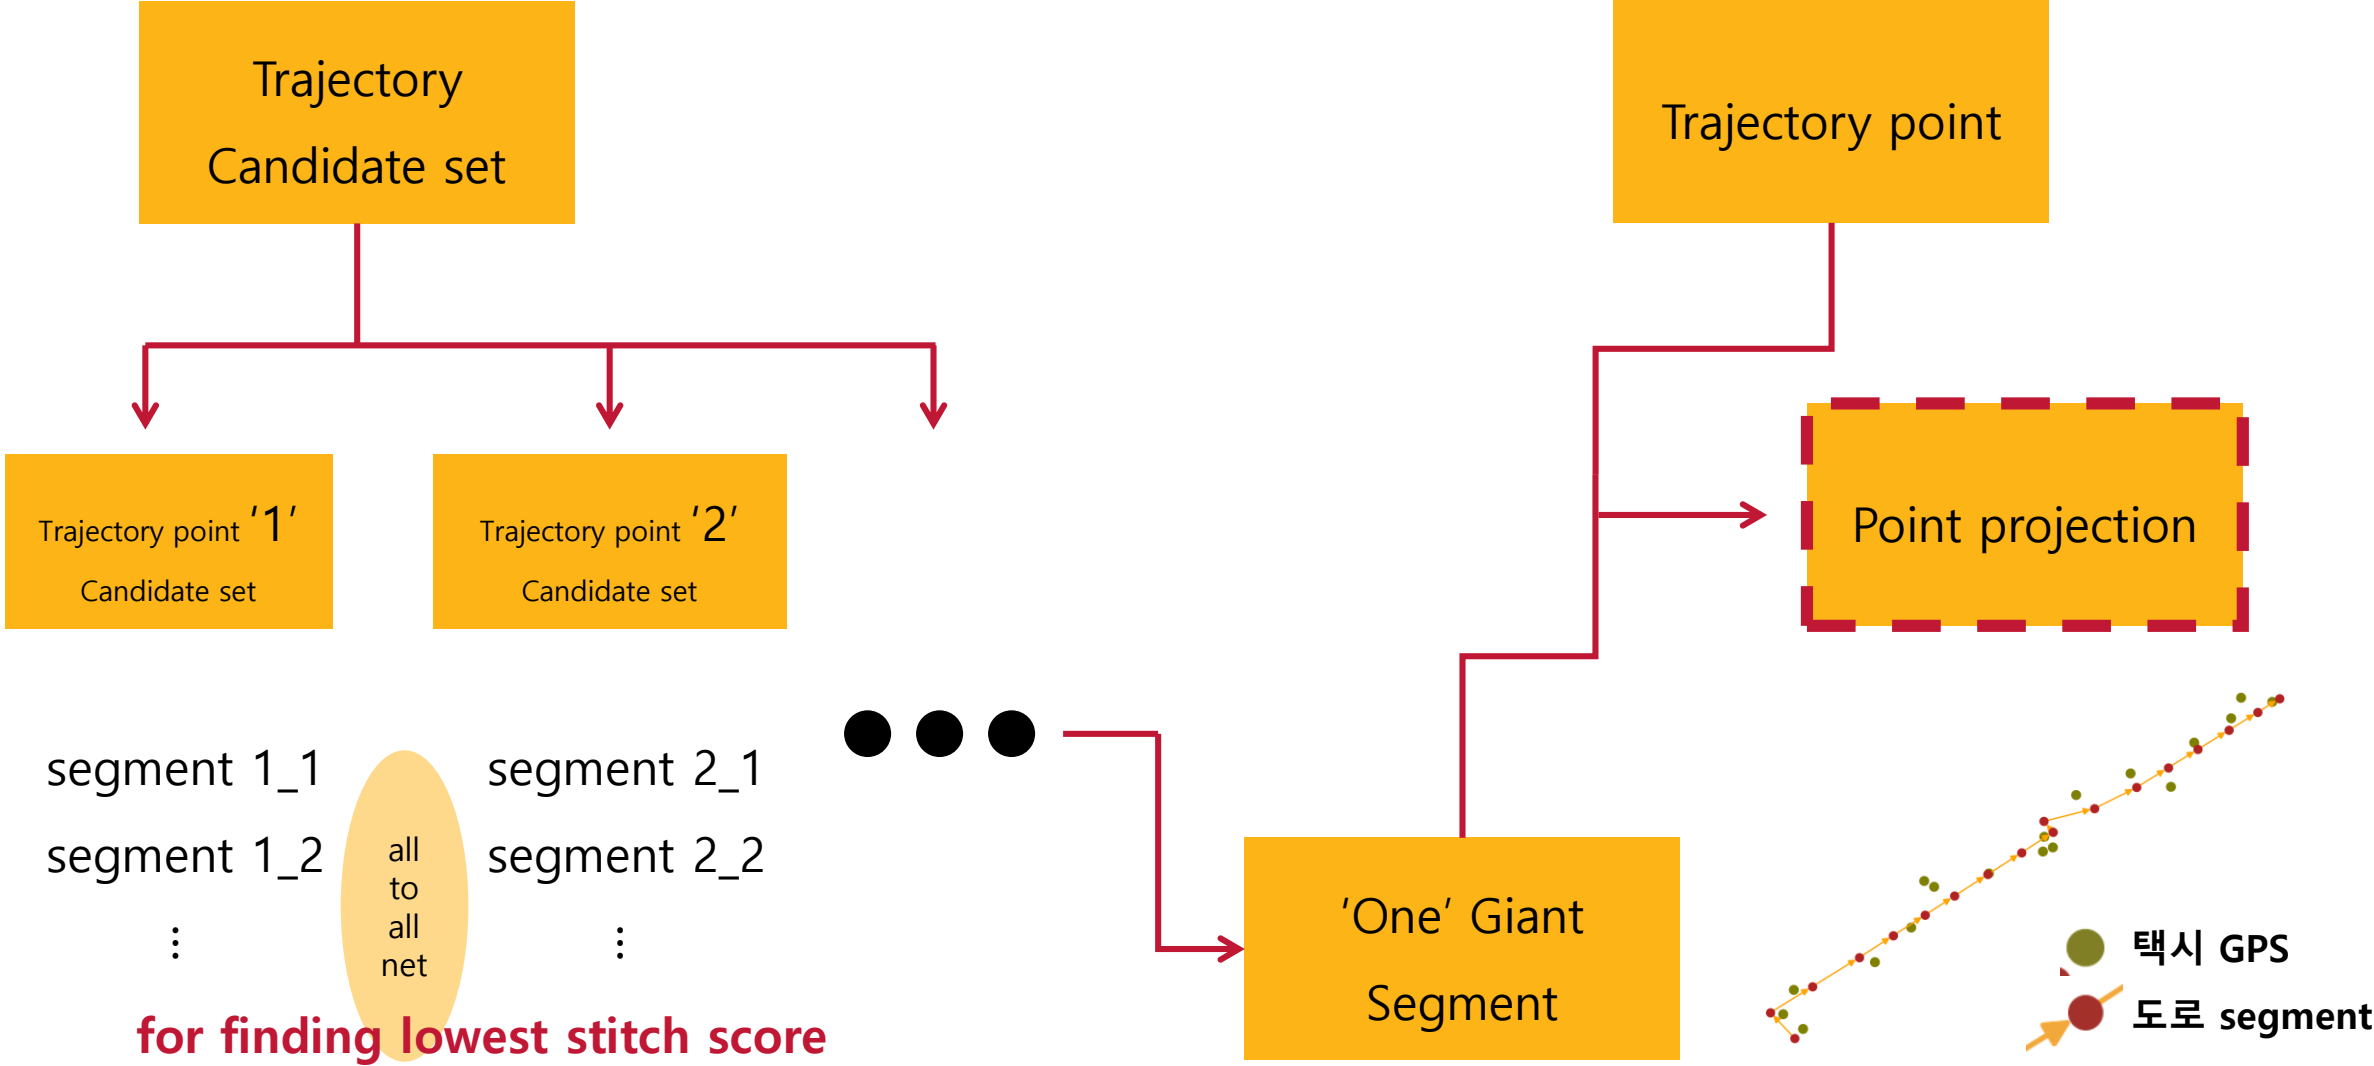 Trajectory
Candidate set
Trajectory point '1'
Candidate set
Trajectory point '2'
Candidate set
segment 1_1
segment 1_2
⋮
all
to
all
net
segment 2_1
segment 2_2
⋮
for finding lowest stitch score
'One' Giant
Segment
Trajectory point
Point projection
택시 GPS
도로 segment